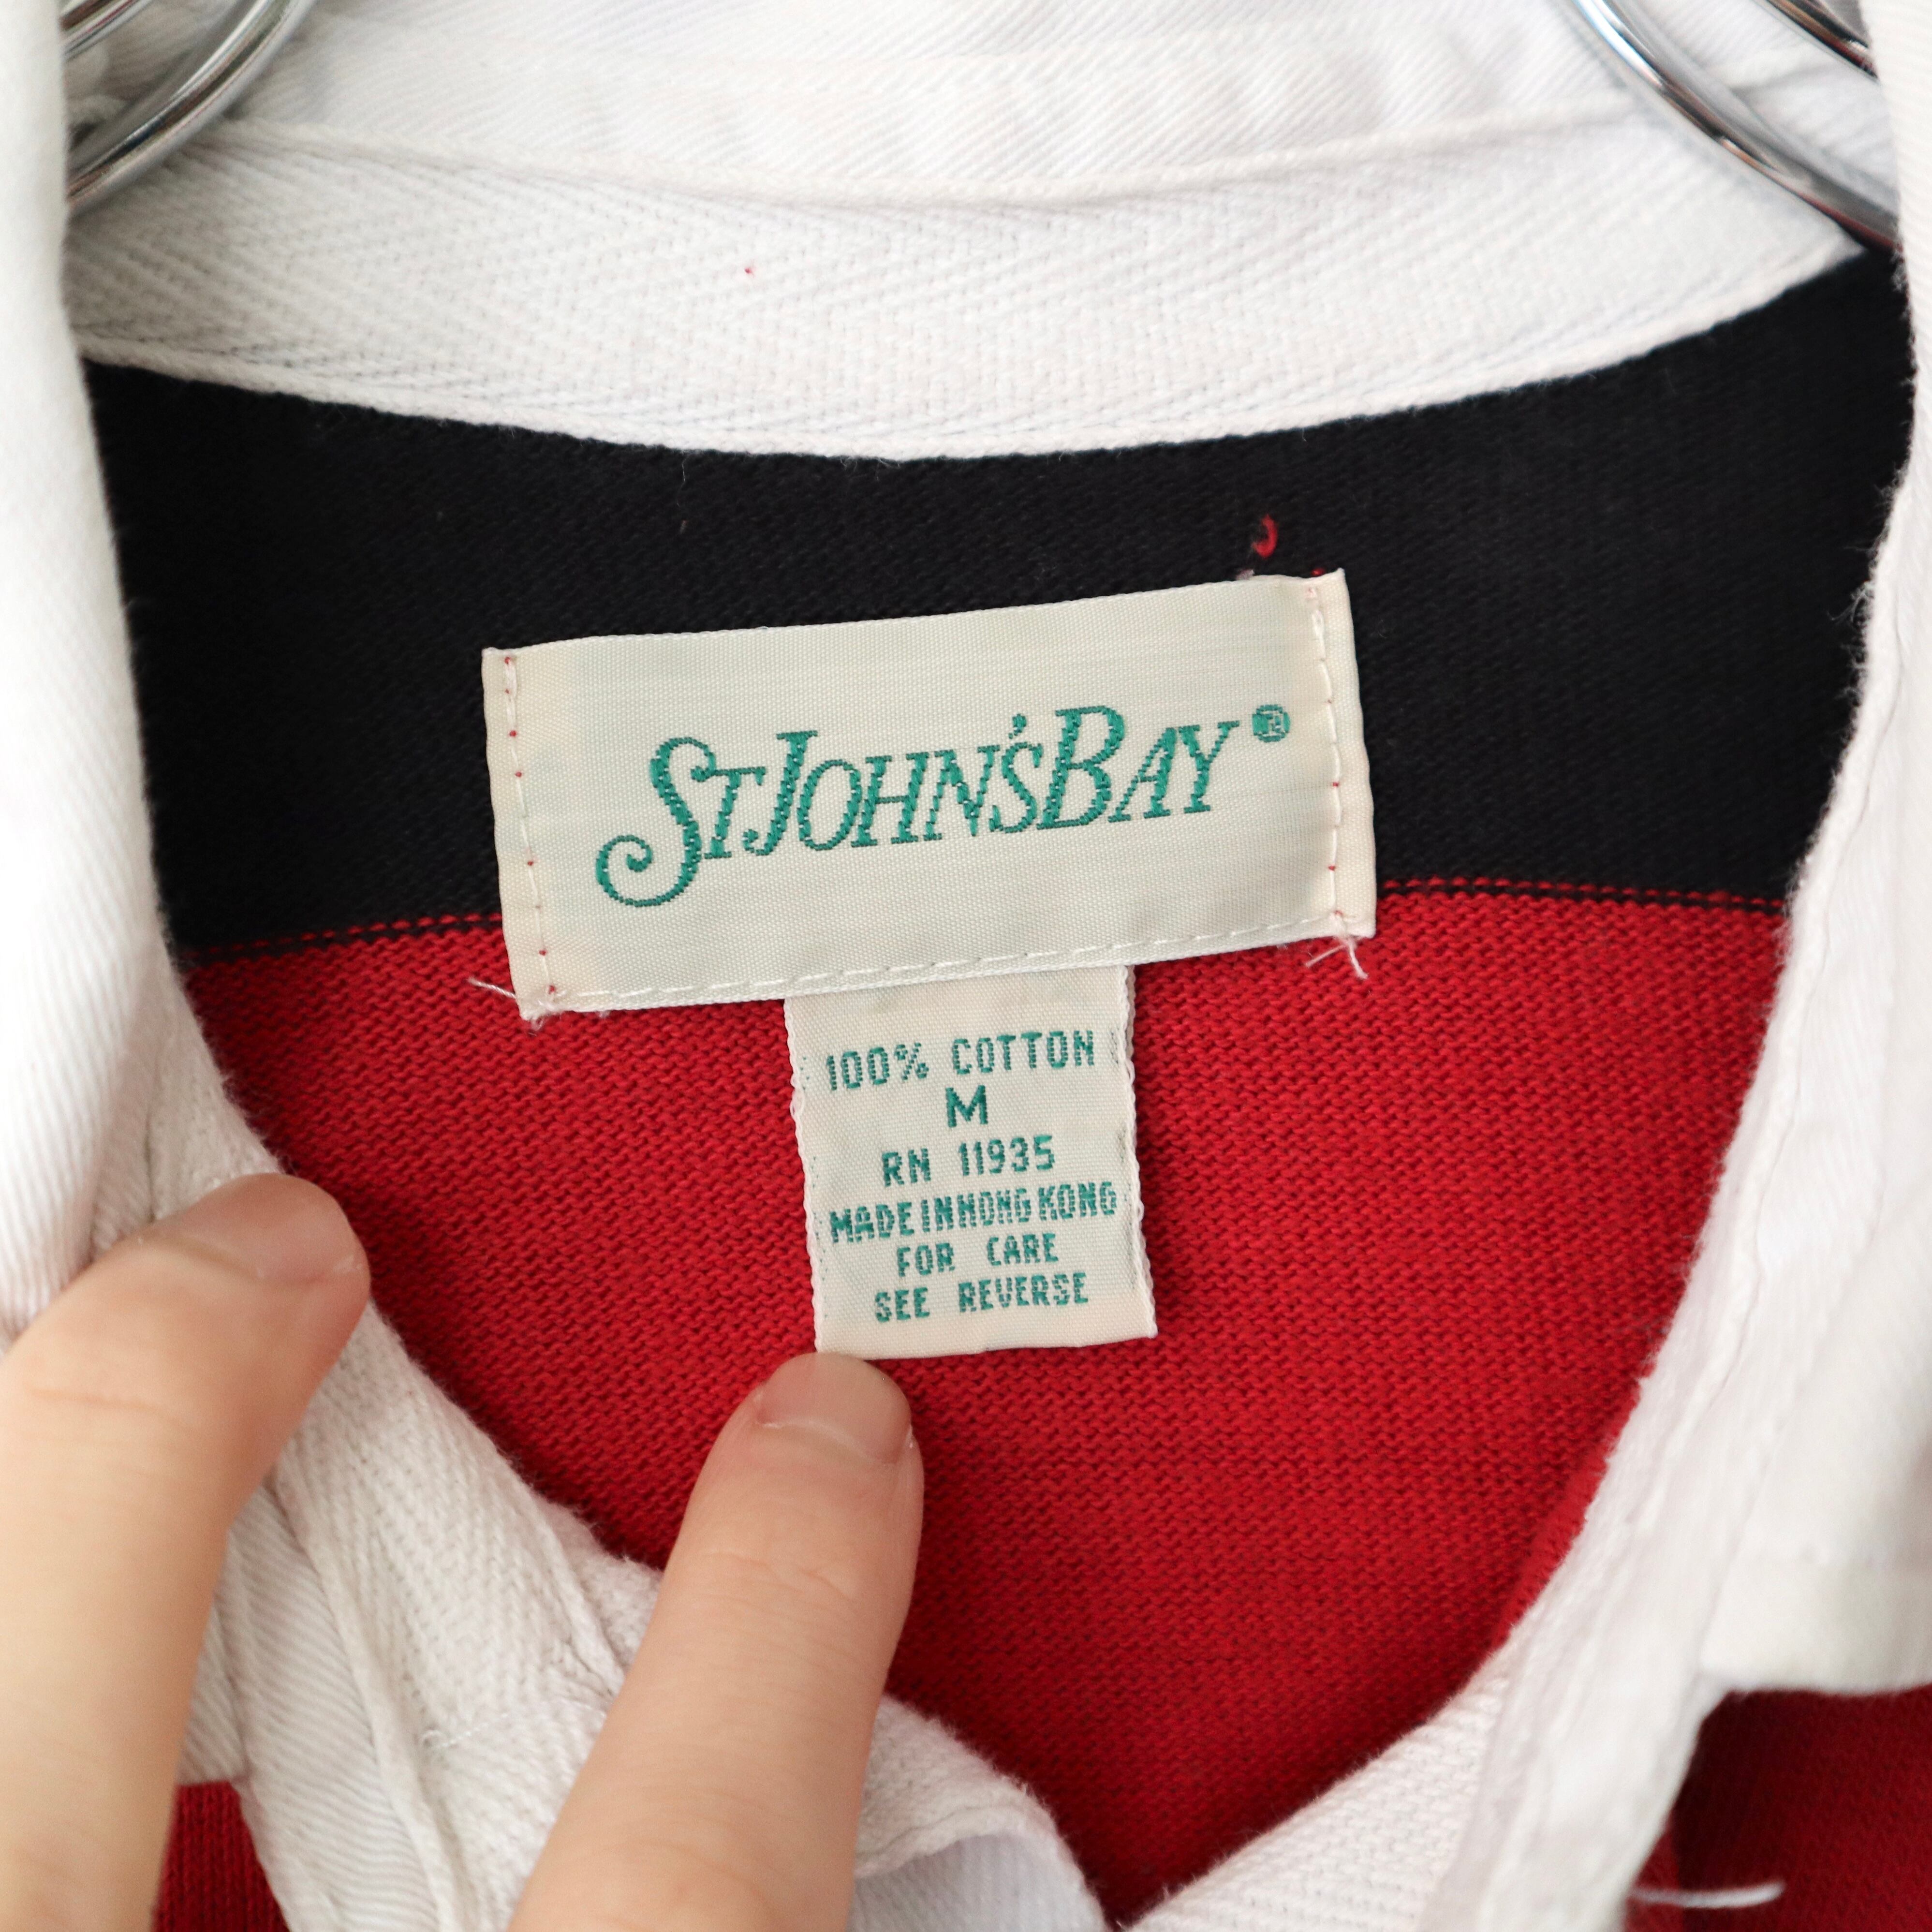 ST. JOHN'S BAY®
100% COTTON
M
RN 11935
MADE IN HONG KONG
FOR CARE
SEE REVERSE